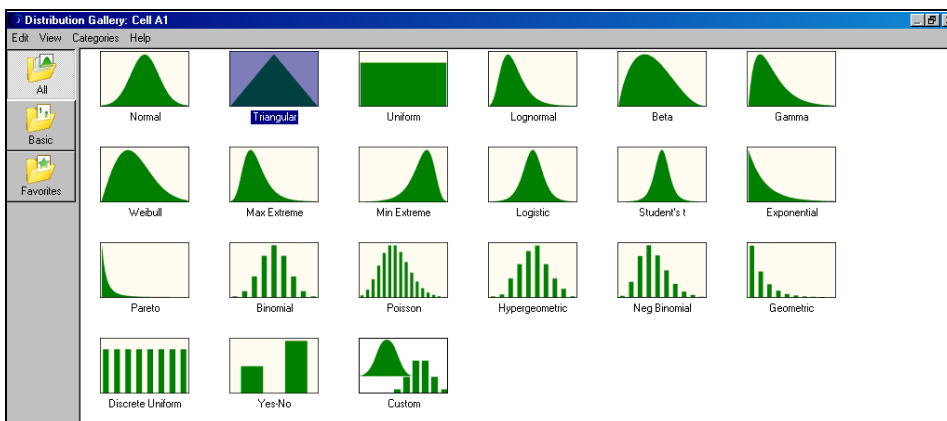 Distribution Gallery: Cell A1
Edit View Categories Help
All
Basic
Favorites
Normal Triangular Uniform Lognormal Beta Gamma
Weibull Max Extreme Min Extreme Logistic Student's t Exponential
Pareto Binomial Poisson Hypergeometric Neg Binomial Geometric
Discrete Uniform Yes-No Custom